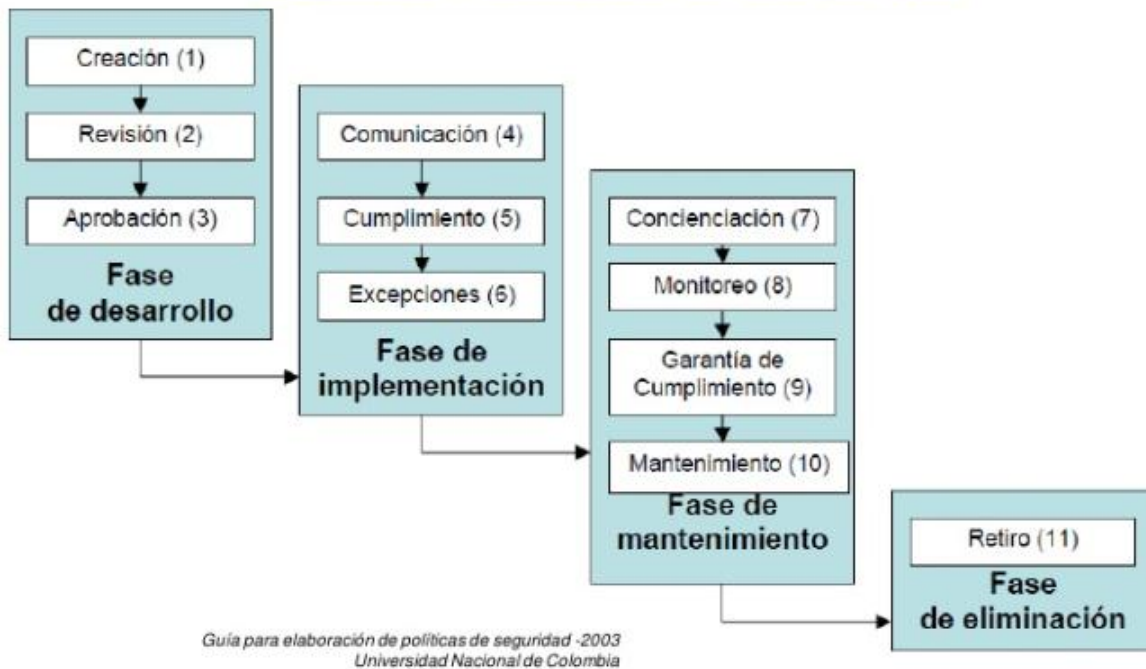 Creación (1)
Revisión (2)
Aprobación (3)
Fase
de desarrollo
Comunicación (4)
Cumplimiento (5)
Excepciones (6)
Fase de
implementación
Concienciación (7)
Monitoreo (8)
Garantía de
Cumplimiento (9)
Mantenimiento (10)
Fase de
mantenimiento
Retiro (11)
Fase
de eliminación
Guía para elaboración de políticas de seguridad -2003
Universidad Nacional de Colombia